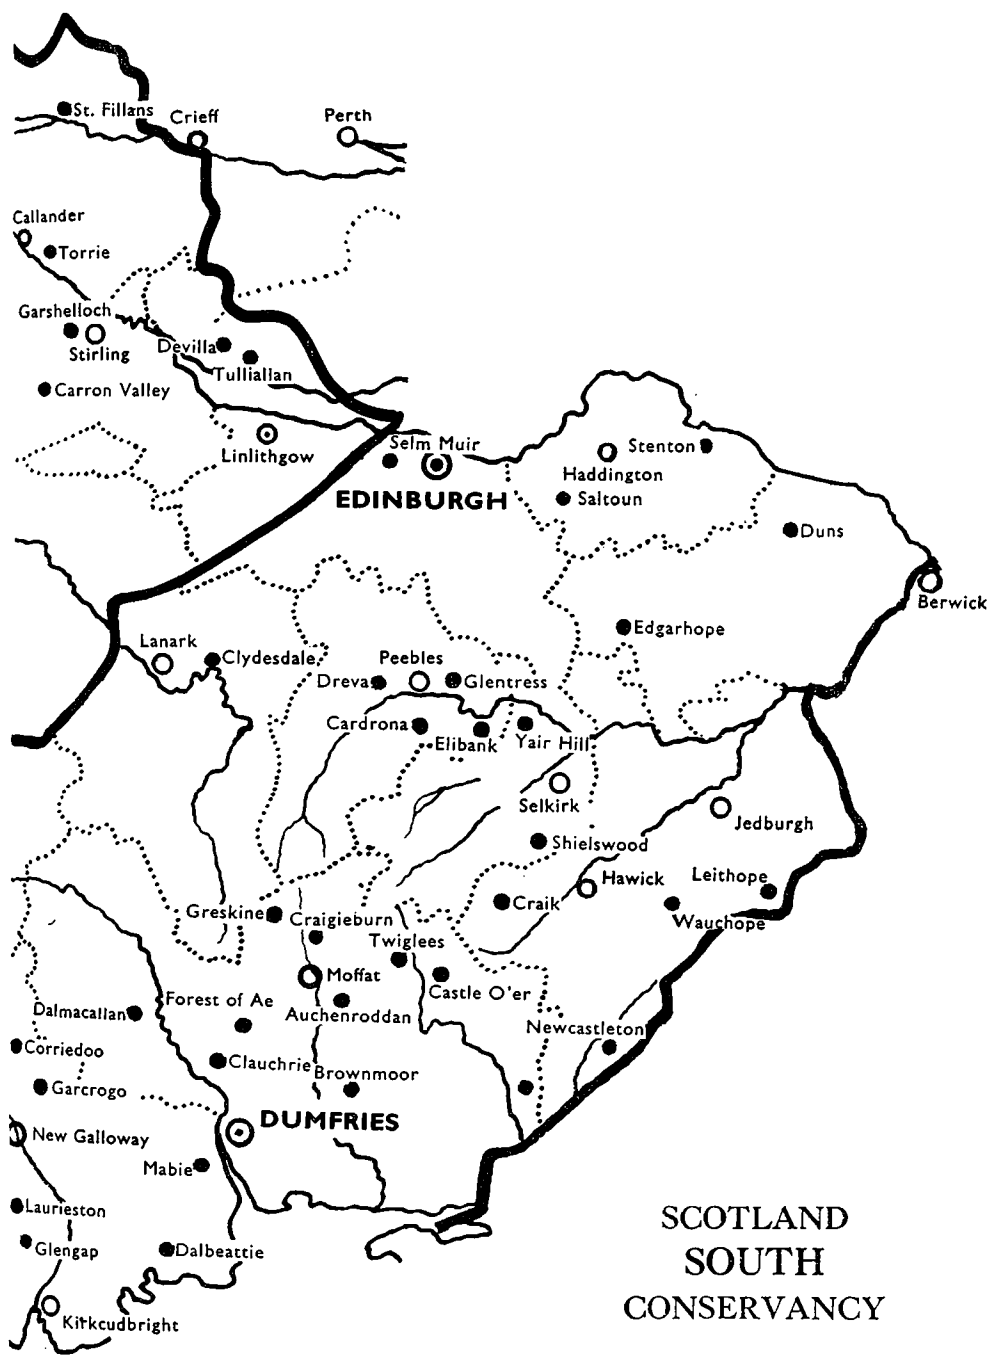 St. Fillans
Crieff
Perth
Callander
Torrie
Garshelloch
Stirling
Devilla
Tulliallan
Carron Valley
Linlithgow
Selm Muir
EDINBURGH
Stenton
Haddington
Saltoun
Duns
Berwick
Edgarhope
Lanark
Clydesdale
Peebles
Dreva
Glentress
Cardrona
Elibank
Yair Hill
Selkirk
Jedburgh
Shielswood
Hawick
Leithope
Craik
Wauchope
Greskine
Craigieburn
Twiglees
Moffat
Castle O'er
Forest of Ae
Auchenroddan
Dalmacallan
Newcastleton
Corriedoo
Clauchrie
Brownmoor
Garcrogo
DUMFRIES
New Galloway
Mabie
Laurieston
Glengap
Dalbeattie
Kirkcudbright
SCOTLAND
SOUTH
CONSERVANCY